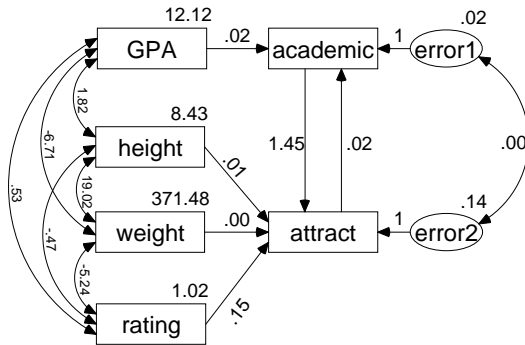 12.12
.02
GPA
.02
academic
1
error1
1.82
8.43
-6.71
height
1.45
.02
.00
.01
.53
19.02
371.48
.14
-.47
weight
.00
attract
1
error2
-5.24
1.02
.15
rating